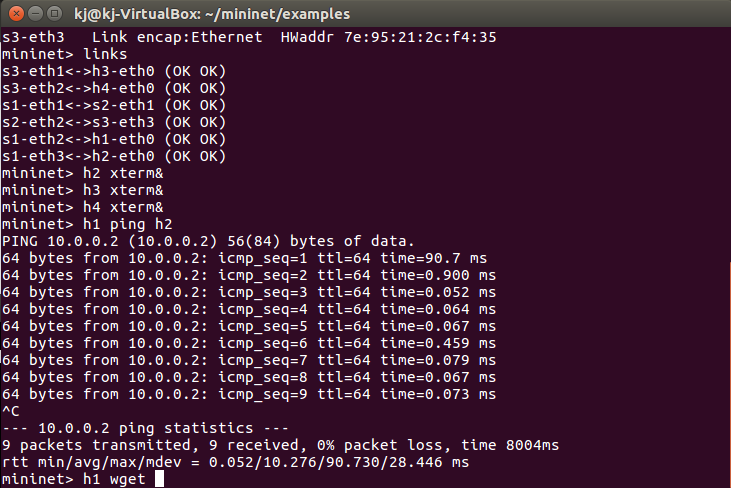 kj@kj-VirtualBox: ~/mininet/examples
s3-eth3   Link encap:Ethernet  HWaddr 7e:95:21:2c:f4:35
mininet> links
s3-eth1<->h3-eth0 (OK OK)
s3-eth2<->h4-eth0 (OK OK)
s1-eth1<->s2-eth1 (OK OK)
s2-eth2<->s3-eth3 (OK OK)
s1-eth2<->h1-eth0 (OK OK)
s1-eth3<->h2-eth0 (OK OK)
mininet> h2 xterm&
mininet> h3 xterm&
mininet> h4 xterm&
mininet> h1 ping h2
PING 10.0.0.2 (10.0.0.2) 56(84) bytes of data.
64 bytes from 10.0.0.2: icmp_seq=1 ttl=64 time=90.7 ms
64 bytes from 10.0.0.2: icmp_seq=2 ttl=64 time=0.900 ms
64 bytes from 10.0.0.2: icmp_seq=3 ttl=64 time=0.052 ms
64 bytes from 10.0.0.2: icmp_seq=4 ttl=64 time=0.064 ms
64 bytes from 10.0.0.2: icmp_seq=5 ttl=64 time=0.067 ms
64 bytes from 10.0.0.2: icmp_seq=6 ttl=64 time=0.459 ms
64 bytes from 10.0.0.2: icmp_seq=7 ttl=64 time=0.079 ms
64 bytes from 10.0.0.2: icmp_seq=8 ttl=64 time=0.067 ms
64 bytes from 10.0.0.2: icmp_seq=9 ttl=64 time=0.073 ms
^C
--- 10.0.0.2 ping statistics ---
9 packets transmitted, 9 received, 0% packet loss, time 8004ms
rtt min/avg/max/mdev = 0.052/10.276/90.730/28.446 ms
mininet> h1 wget